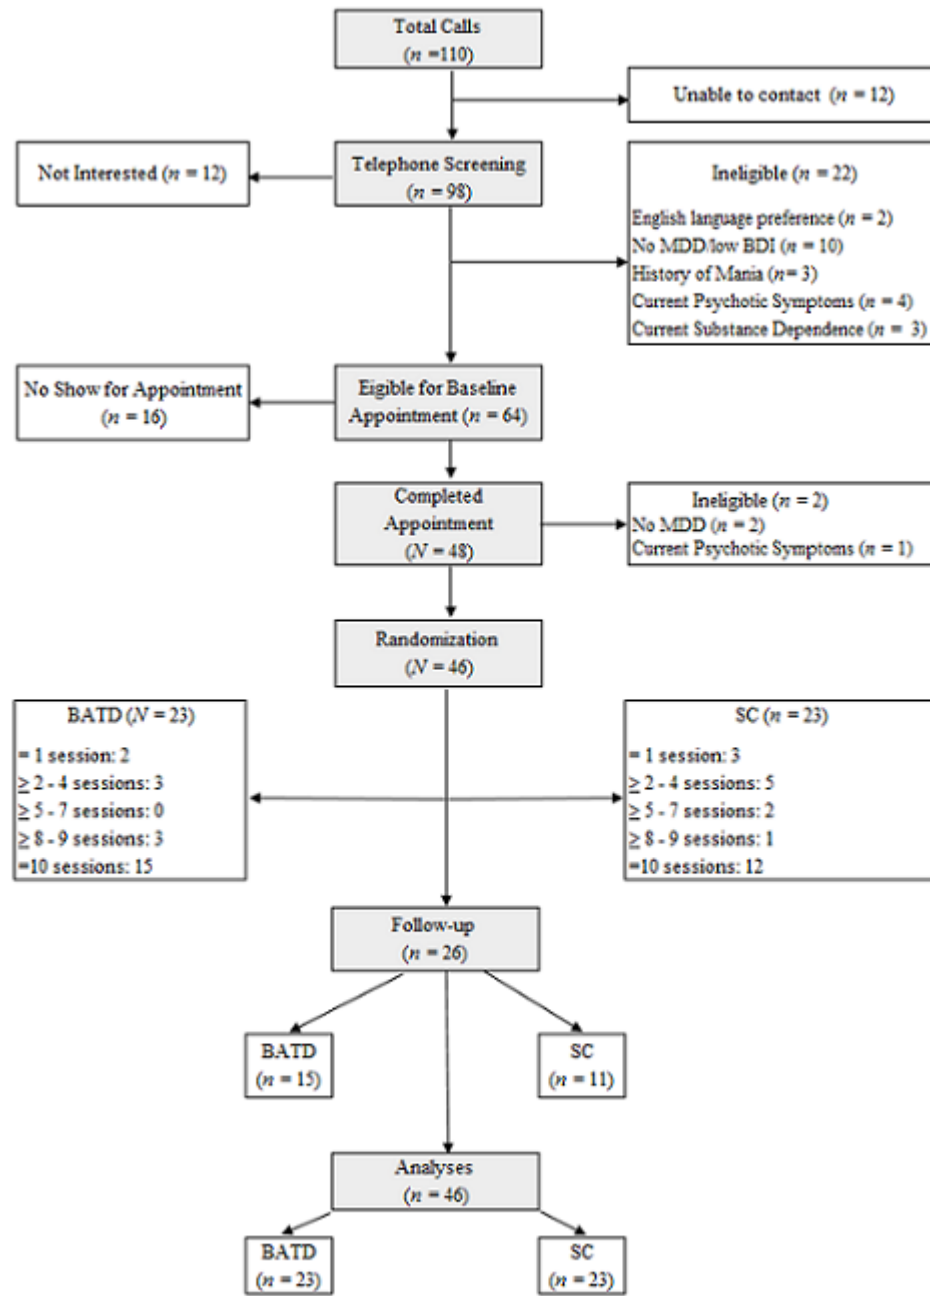 Total Calls
(n =110)
Unable to contact (n = 12)
Not Interested (n = 12)
Telephone Screening
(n = 98)
Ineligible (n = 22)
English language preference (n = 2)
No MDD/low BDI (n = 10)
History of Mania (n= 3)
Current Psychotic Symptoms (n = 4)
Current Substance Dependence (n = 3)
No Show for Appointment
(n = 16)
Eigible for Baseline
Appointment (n = 64)
Completed
Appointment
(N = 48)
Ineligible (n = 2)
No MDD (n = 2)
Current Psychotic Symptoms (n = 1)
Randomization
(N = 46)
BATD (N = 23)
= 1 session: 2
≥ 2 - 4 sessions: 3
≥ 5 - 7 sessions: 0
≥ 8 - 9 sessions: 3
=10 sessions: 15
SC (n = 23)
= 1 session: 3
≥ 2 - 4 sessions: 5
≥ 5 - 7 sessions: 2
≥ 8 - 9 sessions: 1
=10 sessions: 12
Follow-up
(n = 26)
BATD
(n = 15)
SC
(n = 11)
Analyses
(n = 46)
BATD
(n = 23)
SC
(n = 23)